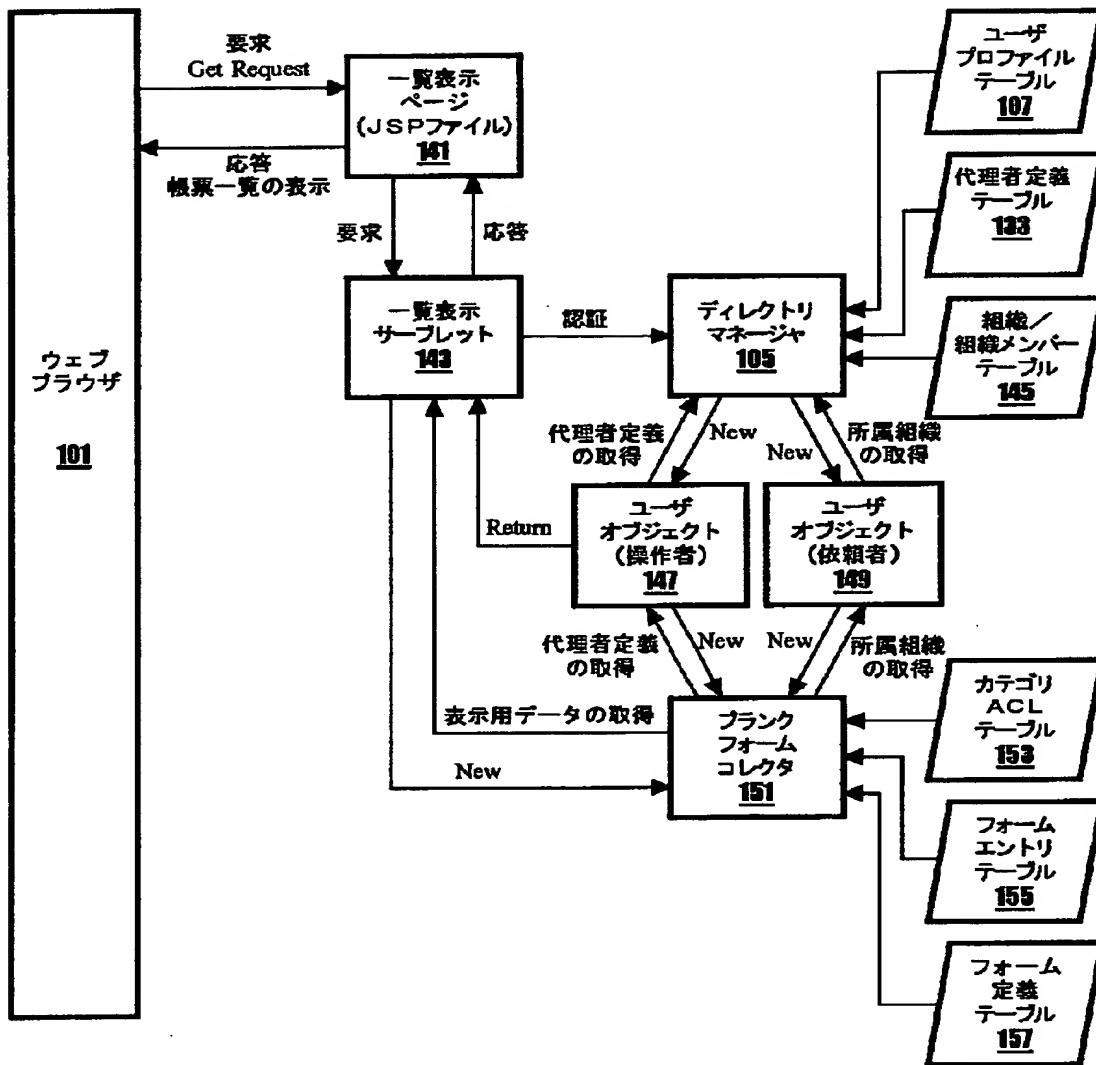 要求
Get Request
一覧表示
ページ
(JSPファイル)
141
応答
帳票一覧の表示
要求
応答
ウェブ
ブラウザ
101
一覧表示
サーブレット
143
認証
ディレクトリ
マネージャ
105
ユーザ
プロファイル
テーブル
107
代理者定義
テーブル
133
組織／
組織メンバー
テーブル
145
代理者定義
の取得
New
New
所属組織
の取得
Return
ユーザ
オブジェクト
(操作者)
147
ユーザ
オブジェクト
(依頼者)
149
代理者定義
の取得
New
New
所属組織
の取得
表示用データの取得
New
ブランク
フォーム
コレクタ
151
カテゴリ
ACL
テーブル
153
フォーム
エントリ
テーブル
155
フォーム
定義
テーブル
157